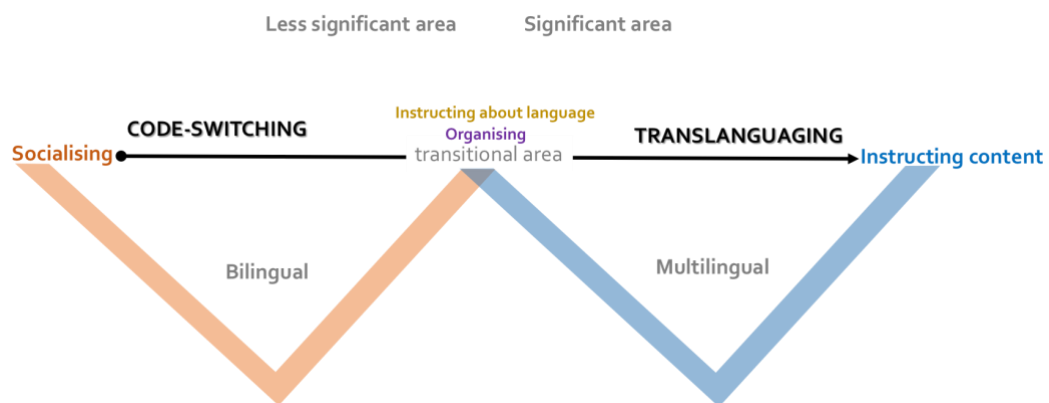 Less significant area
Significant area
Instructing about language
CODE-SWITCHING
Organising
TRANSLANGUAGING
Socialising
transitional area
Instructing content
Bilingual
Multilingual